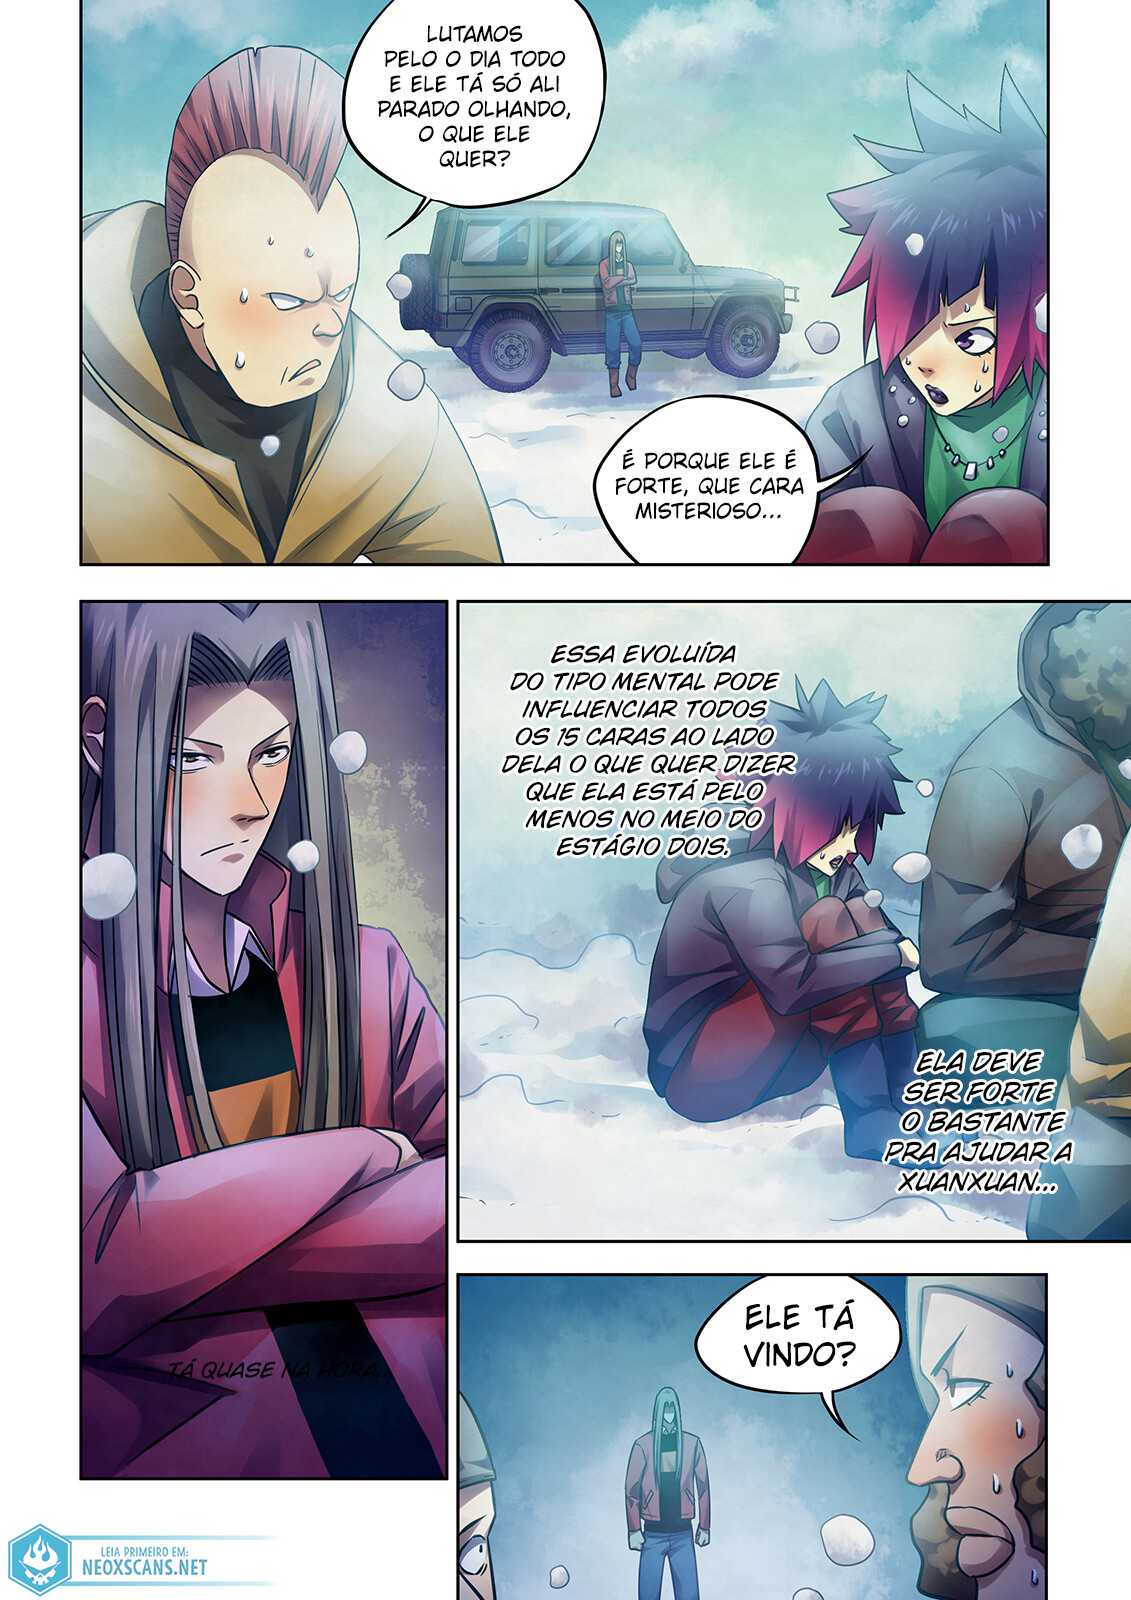 LUTAMOS
PELO O DIA TODO
E ELE TÁ SÓ ALI
PARADO OLHANDO,
O QUE ELE
QUER?
É PORQUE ELE É
FORTE, QUE CARA
MISTERIOSO...
ESSA EVOLUÍDA
DO TIPO MENTAL PODE
INFLUENCIAR TODOS
OS 15 CARAS AO LADO
DELA O QUE QUER DIZER
QUE ELA ESTÁ PELO
MENOS NO MEIO DO
ESTÁGIO DOIS.
ELA DEVE
SER FORTE
O BASTANTE
PRA AJUDAR A
XUANXUAN...
TÁ QUASE NA HORA...
ELE TÁ
VINDO?
LEIA PRIMEIRO EM:
NEOXSCANS.NET